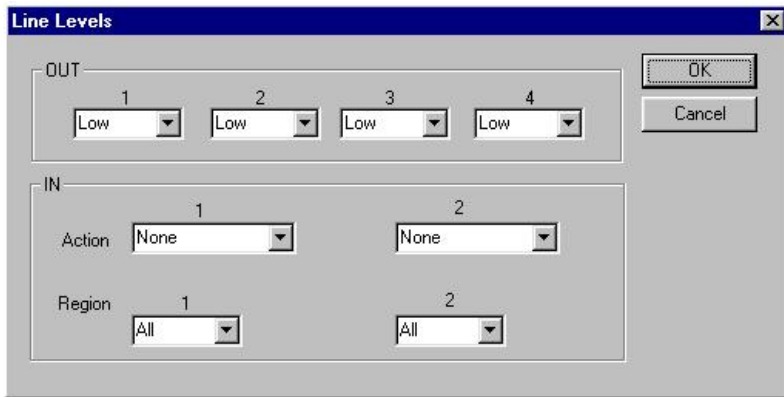 Line Levels
OUT
1 2 3 4
Low Low Low Low
OK
Cancel
IN
1 2
Action None None
Region 1 2
All All